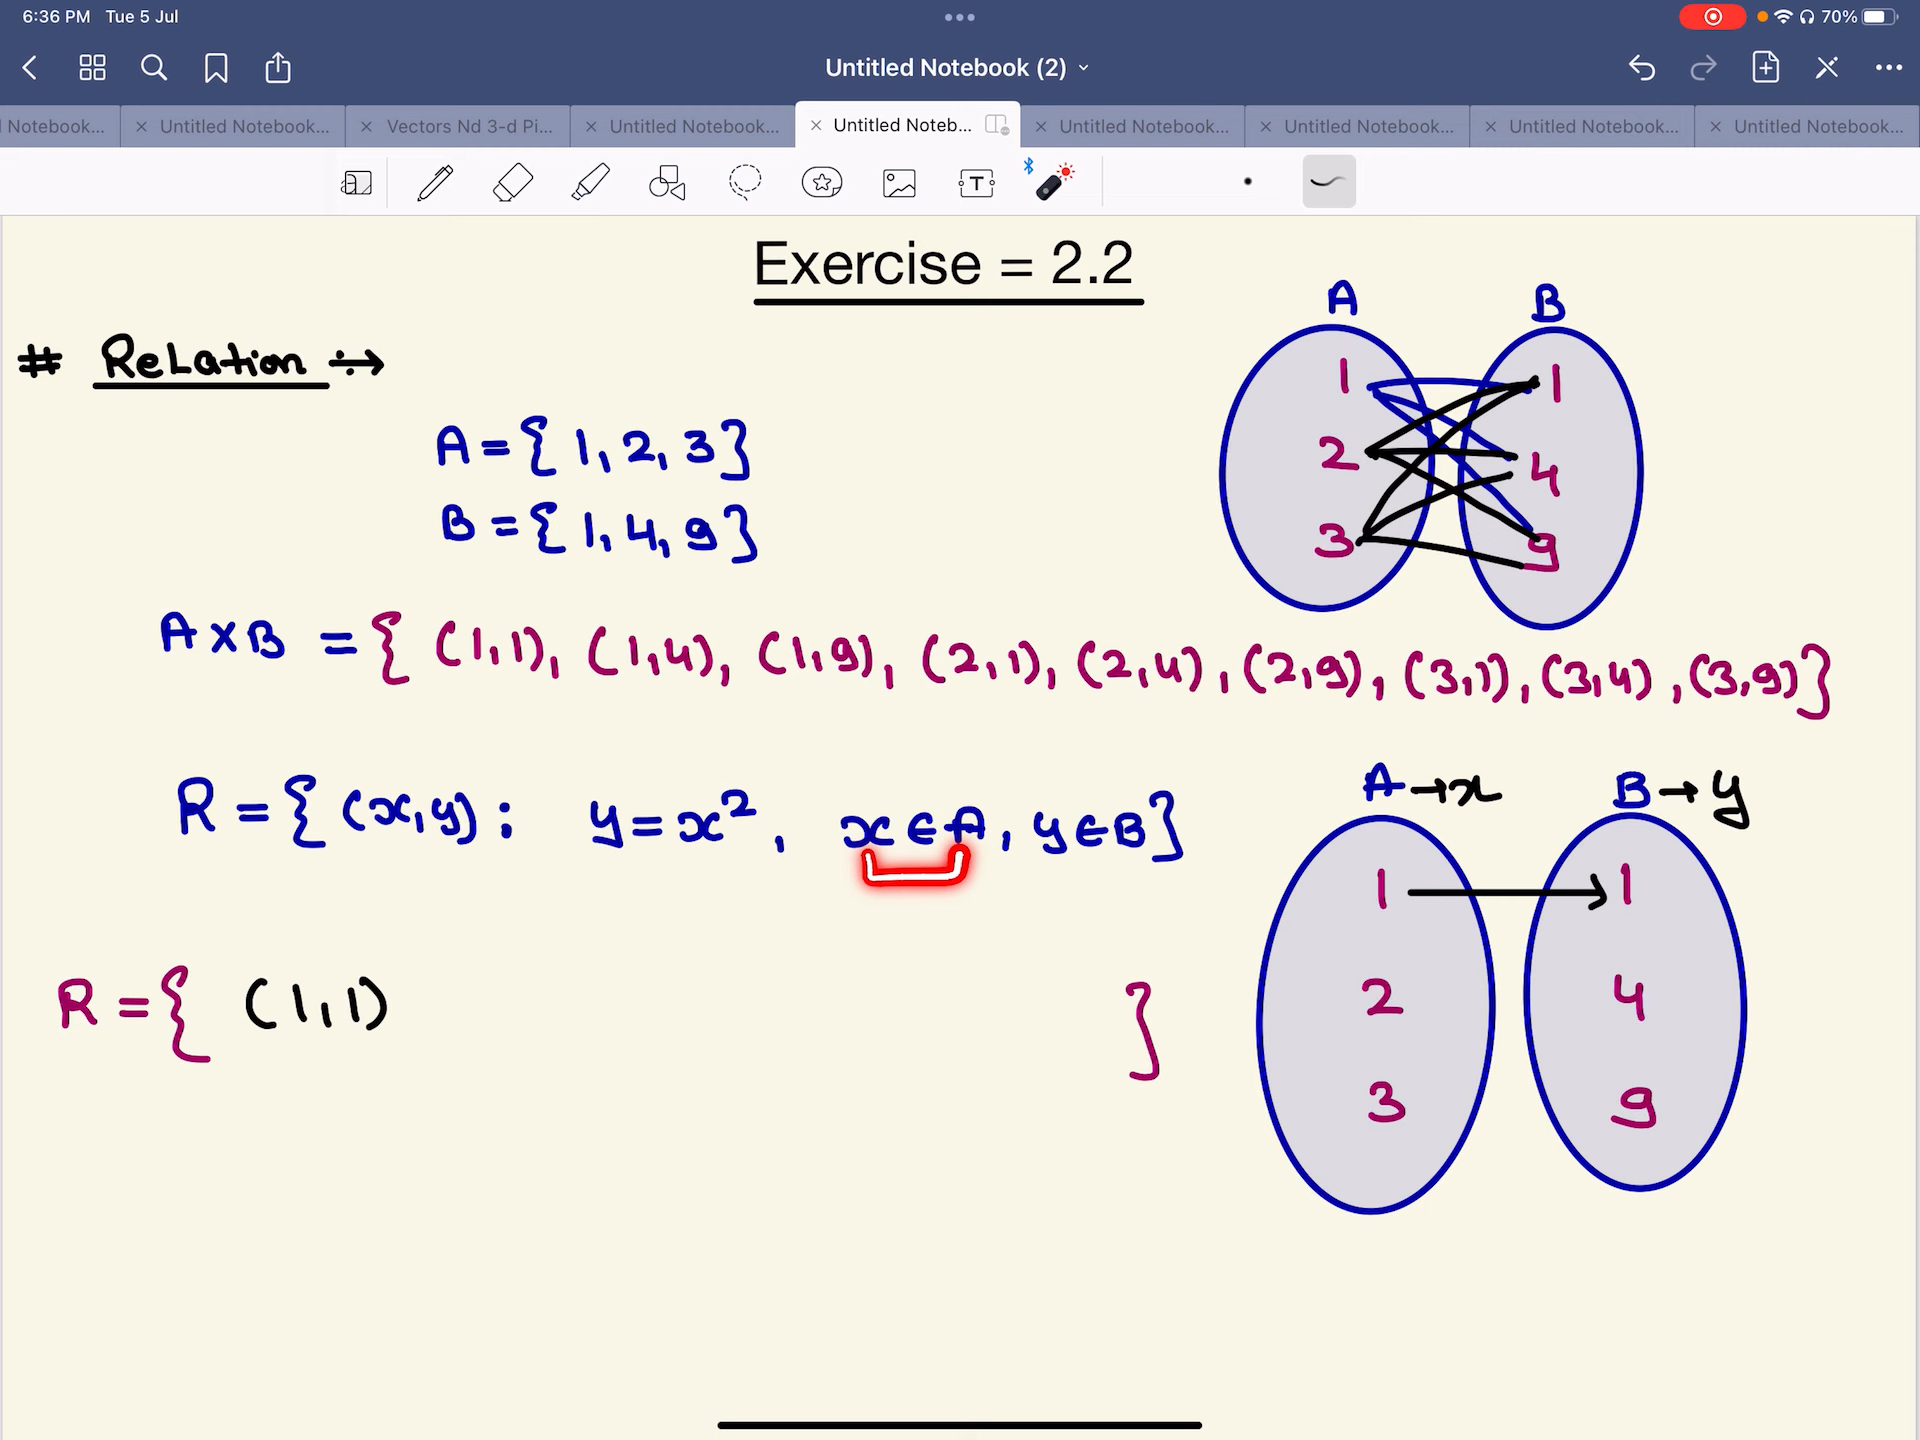 6:36 PM Tue 5 Jul
70%
Untitled Notebook (2)
Notebook... Untitled Notebook... Vectors Nd 3-d Pi... Untitled Notebook... Untitled Noteb... Untitled Notebook... Untitled Notebook... Untitled Notebook... Untitled Notebook...
Exercise = 2.2
# Relation ÷→
A = { 1, 2, 3 }
B = { 1, 4, 9 }
A B
1 1
2 4
3 9
A × B = { (1,1), (1,4), (1,9), (2,1), (2,4), (2,9), (3,1), (3,4), (3,9) }
R = { (x,y) : y = x², x ∈ A, y ∈ B }
A → x B → y
1 → 1
2 4
3 9
R = { (1,1) }